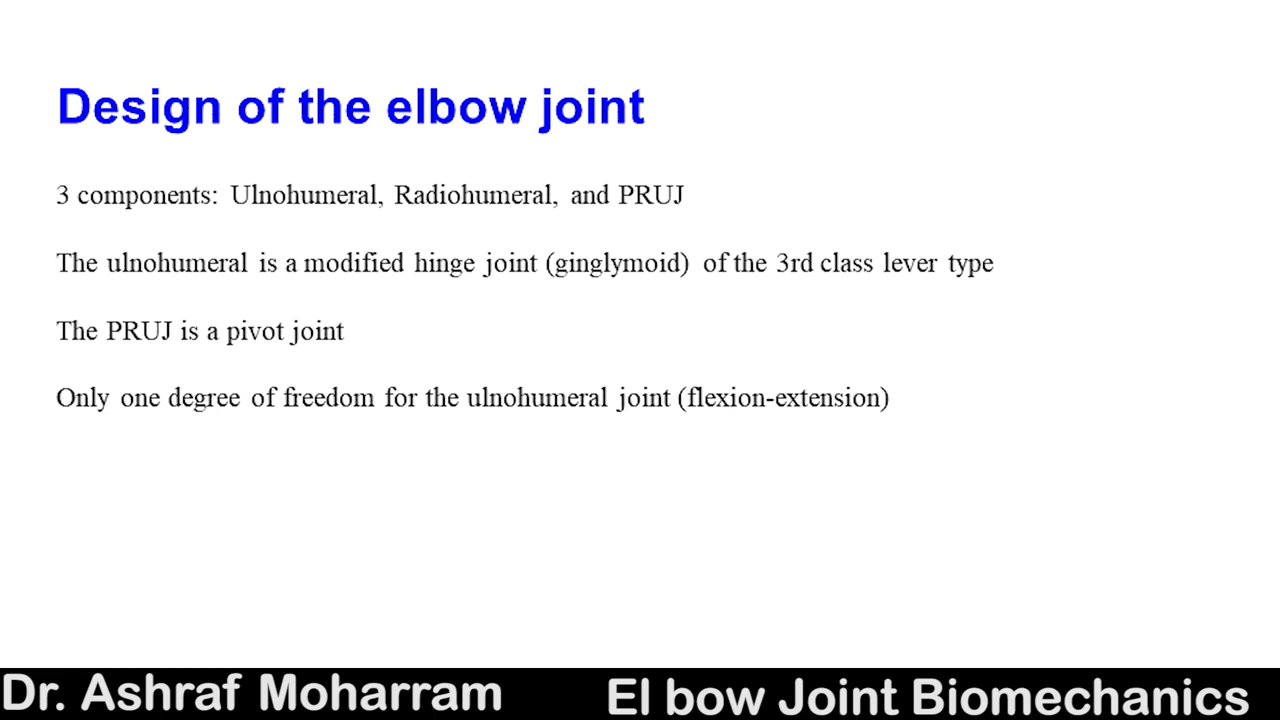 Design of the elbow joint
3 components: Ulnohumeral, Radiohumeral, and PRUJ
The ulnohumeral is a modified hinge joint (ginglymoid) of the 3rd class lever type
The PRUJ is a pivot joint
Only one degree of freedom for the ulnohumeral joint (flexion-extension)
Dr. Ashraf Moharram
El bow Joint Biomechanics